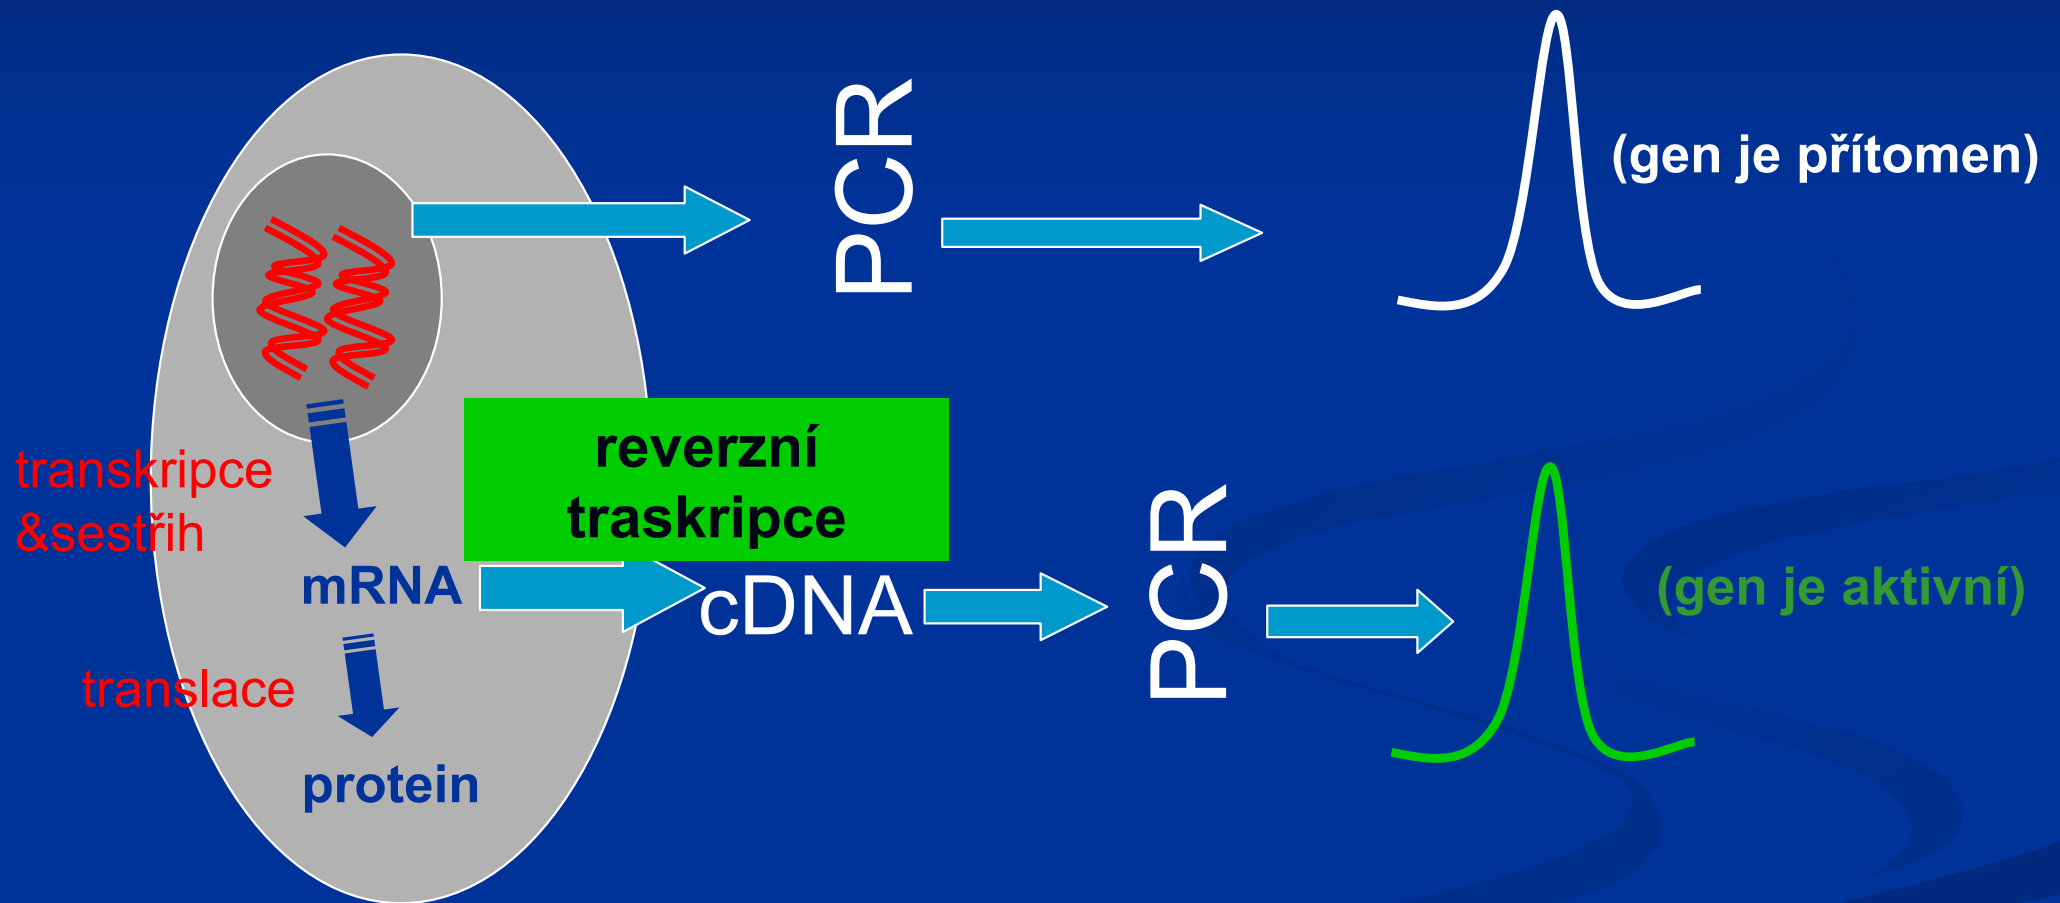 PCR
(gen je přítomen)
reverzní
traskripce
transkripce
&sestřih
mRNA
cDNA
PCR
(gen je aktivní)
translace
protein